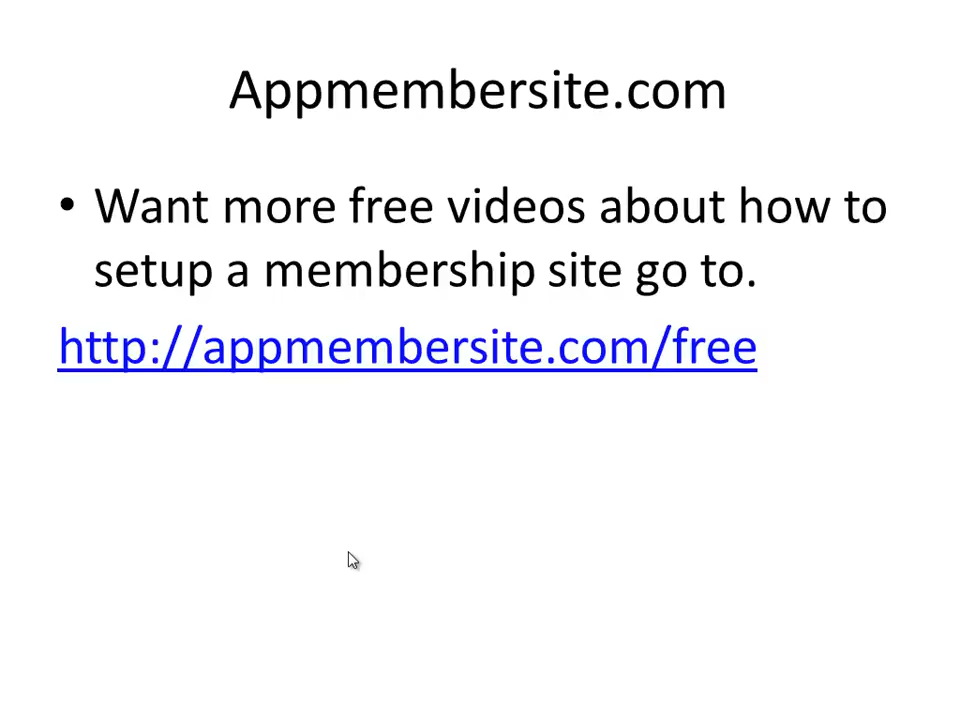 Appmembersite.com
• Want more free videos about how to
setup a membership site go to.
http://appmembersite.com/free